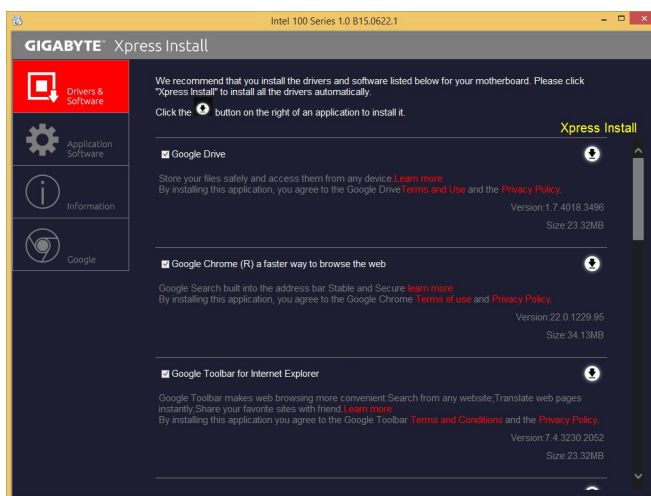 Intel 100 Series 1.0 B15.0622.1
GIGABYTE™ Xpress Install
Drivers &
Software
Application
Software
Information
Google
We recommend that you install the drivers and software listed below for your motherboard. Please click
"Xpress Install" to install all the drivers automatically.
Click the button on the right of an application to install it.
Xpress Install
Google Drive
Store your files safely and access them from any device.Learn more
By installing this application, you agree to the Google DriveTerms and Use and the Privacy Policy.
Version:1.7.4018.3496
Size:23.32MB
Google Chrome (R) a faster way to browse the web
Google Search built into the address bar Stable and Secure learn more
By installing this application, you agree to the Google Chrome Terms of use and Privacy Policy.
Version:22.0.1229.95
Size:34.13MB
Google Toolbar for Internet Explorer
Google Toolbar makes web browsing more convenient:Search from any website;Translate web pages
instantly;Share your favorite sites with friend.Learn more
By installing this application you agree to the Google Toolbar Terms and Conditions and the Privacy Policy.
Version:7.4.3230.2052
Size:23.32MB